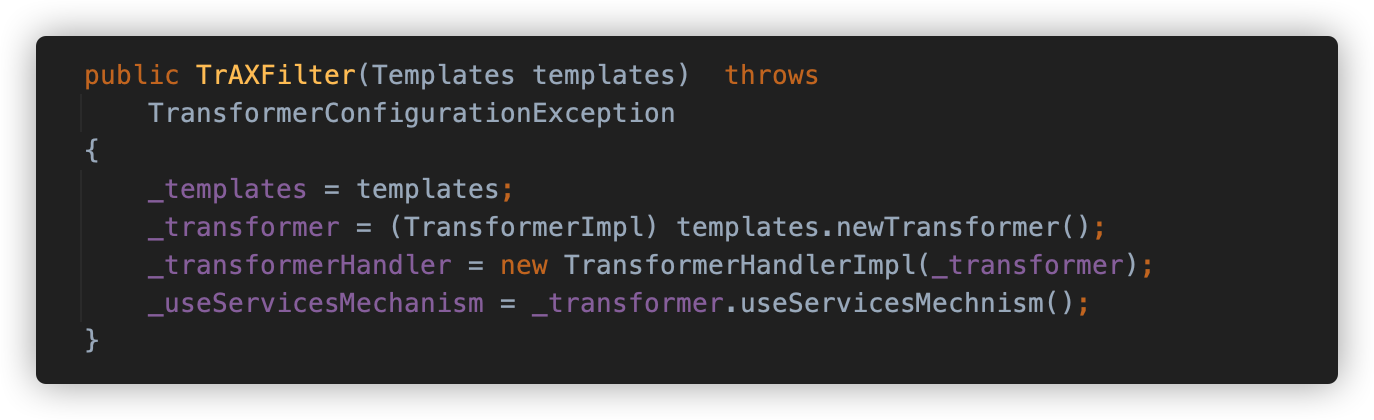 public TrAXFilter(Templates templates)  throws
    TransformerConfigurationException
{
    _templates = templates;
    _transformer = (TransformerImpl) templates.newTransformer();
    _transformerHandler = new TransformerHandlerImpl(_transformer);
    _useServicesMechanism = _transformer.useServicesMechnism();
}